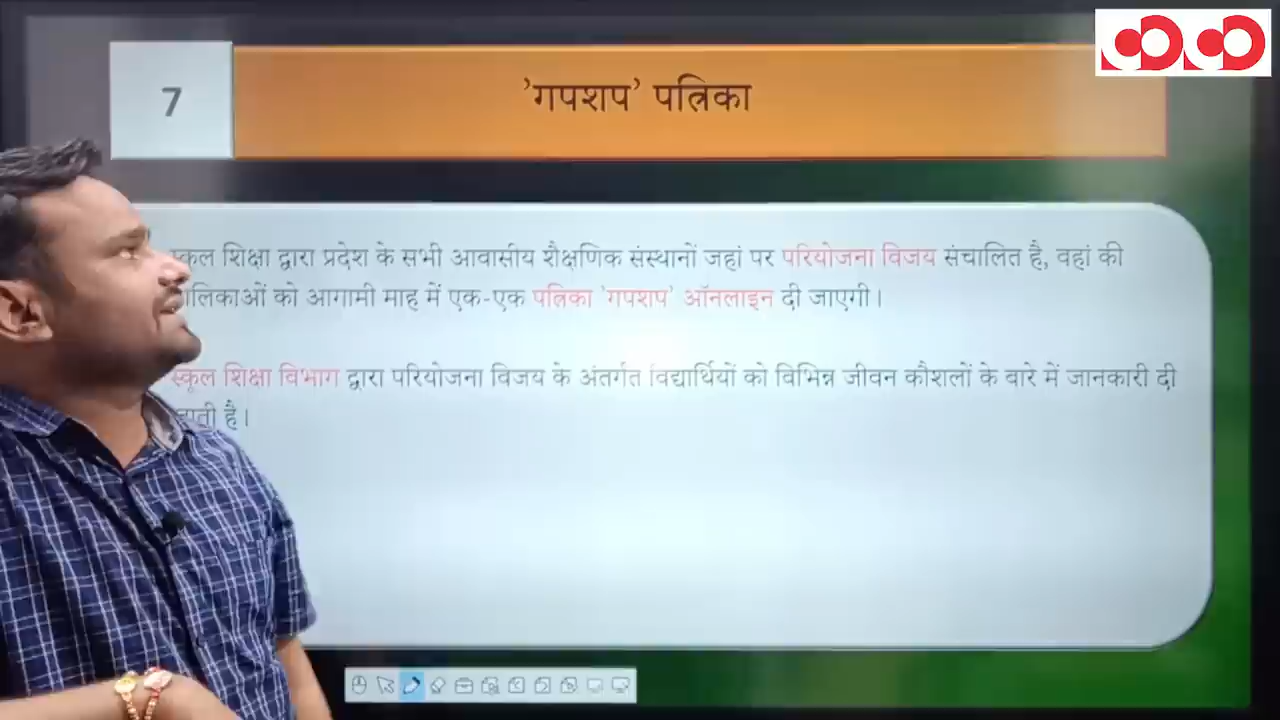 7
'गपशप' पत्रिका
स्कूल शिक्षा द्वारा प्रदेश के सभी आवासीय शैक्षणिक संस्थानों जहां पर परियोजना विजय संचालित है, वहां की
बालिकाओं को आगामी माह में एक-एक पत्रिका 'गपशप' ऑनलाइन दी जाएगी।
स्कूल शिक्षा विभाग द्वारा परियोजना विजय के अंतर्गत विद्यार्थियों को विभिन्न जीवन कौशलों के बारे में जानकारी दी
जाती है।